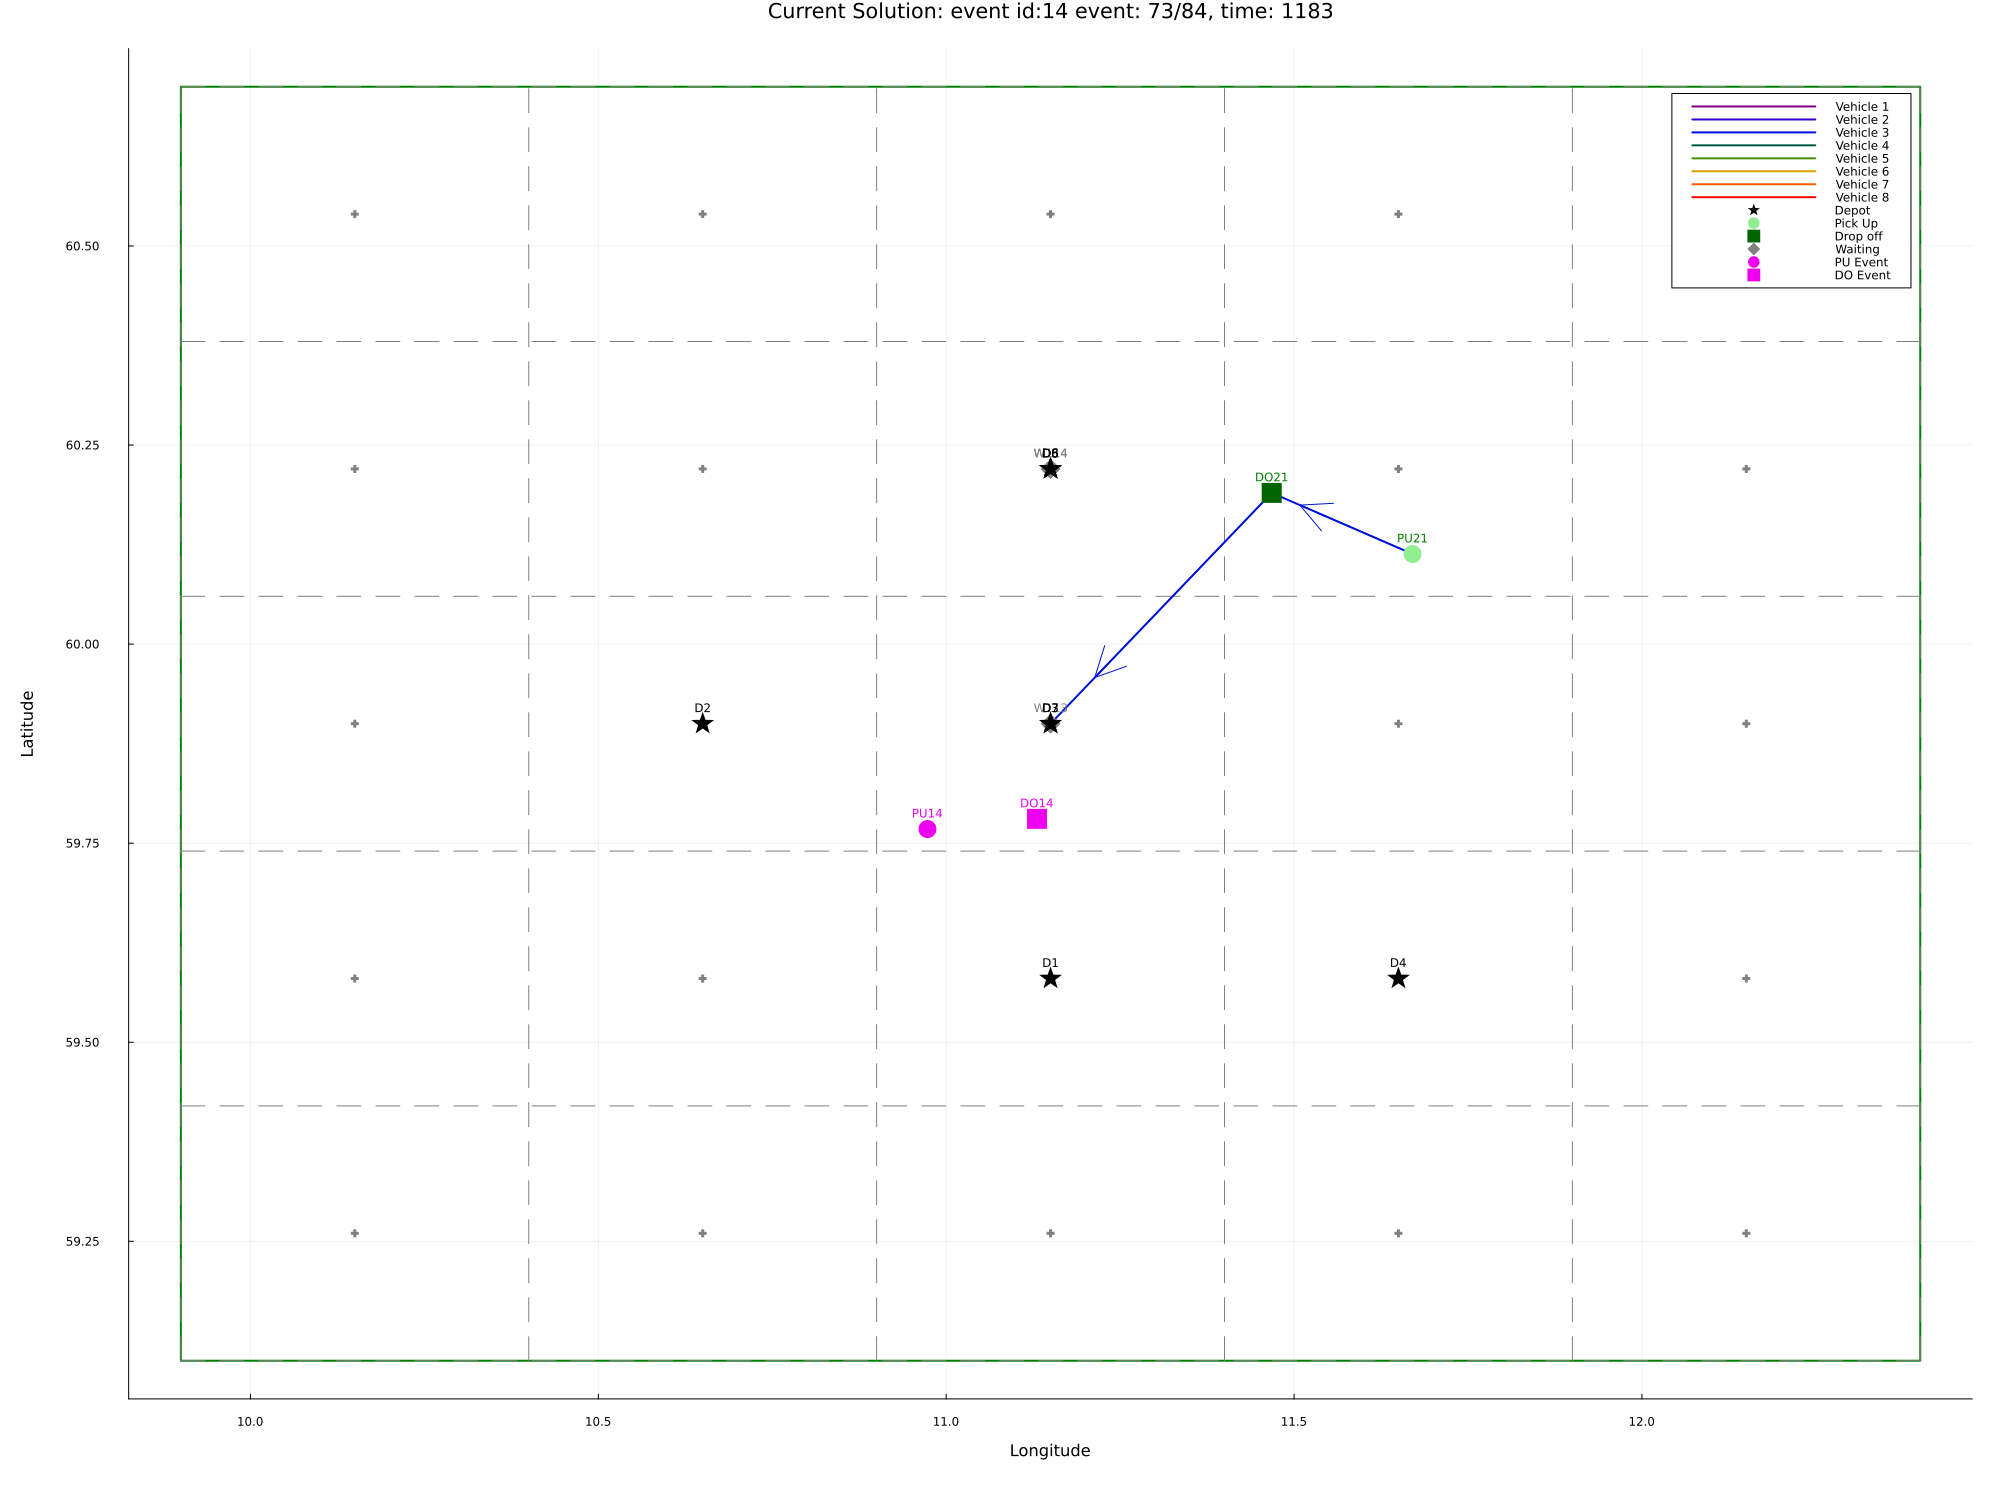 Current Solution: event id:14 event: 73/84, time: 1183
Vehicle 1
Vehicle 2
Vehicle 3
Vehicle 4
Vehicle 5
Vehicle 6
Vehicle 7
Vehicle 8
Depot
Pick Up
Drop off
Waiting
PU Event
DO Event
60.50
60.25
60.00
59.75
59.50
59.25
Latitude
DO21
PU21
D2
DO14
PU14
D1
D4
10.0
10.5
11.0
11.5
12.0
Longitude